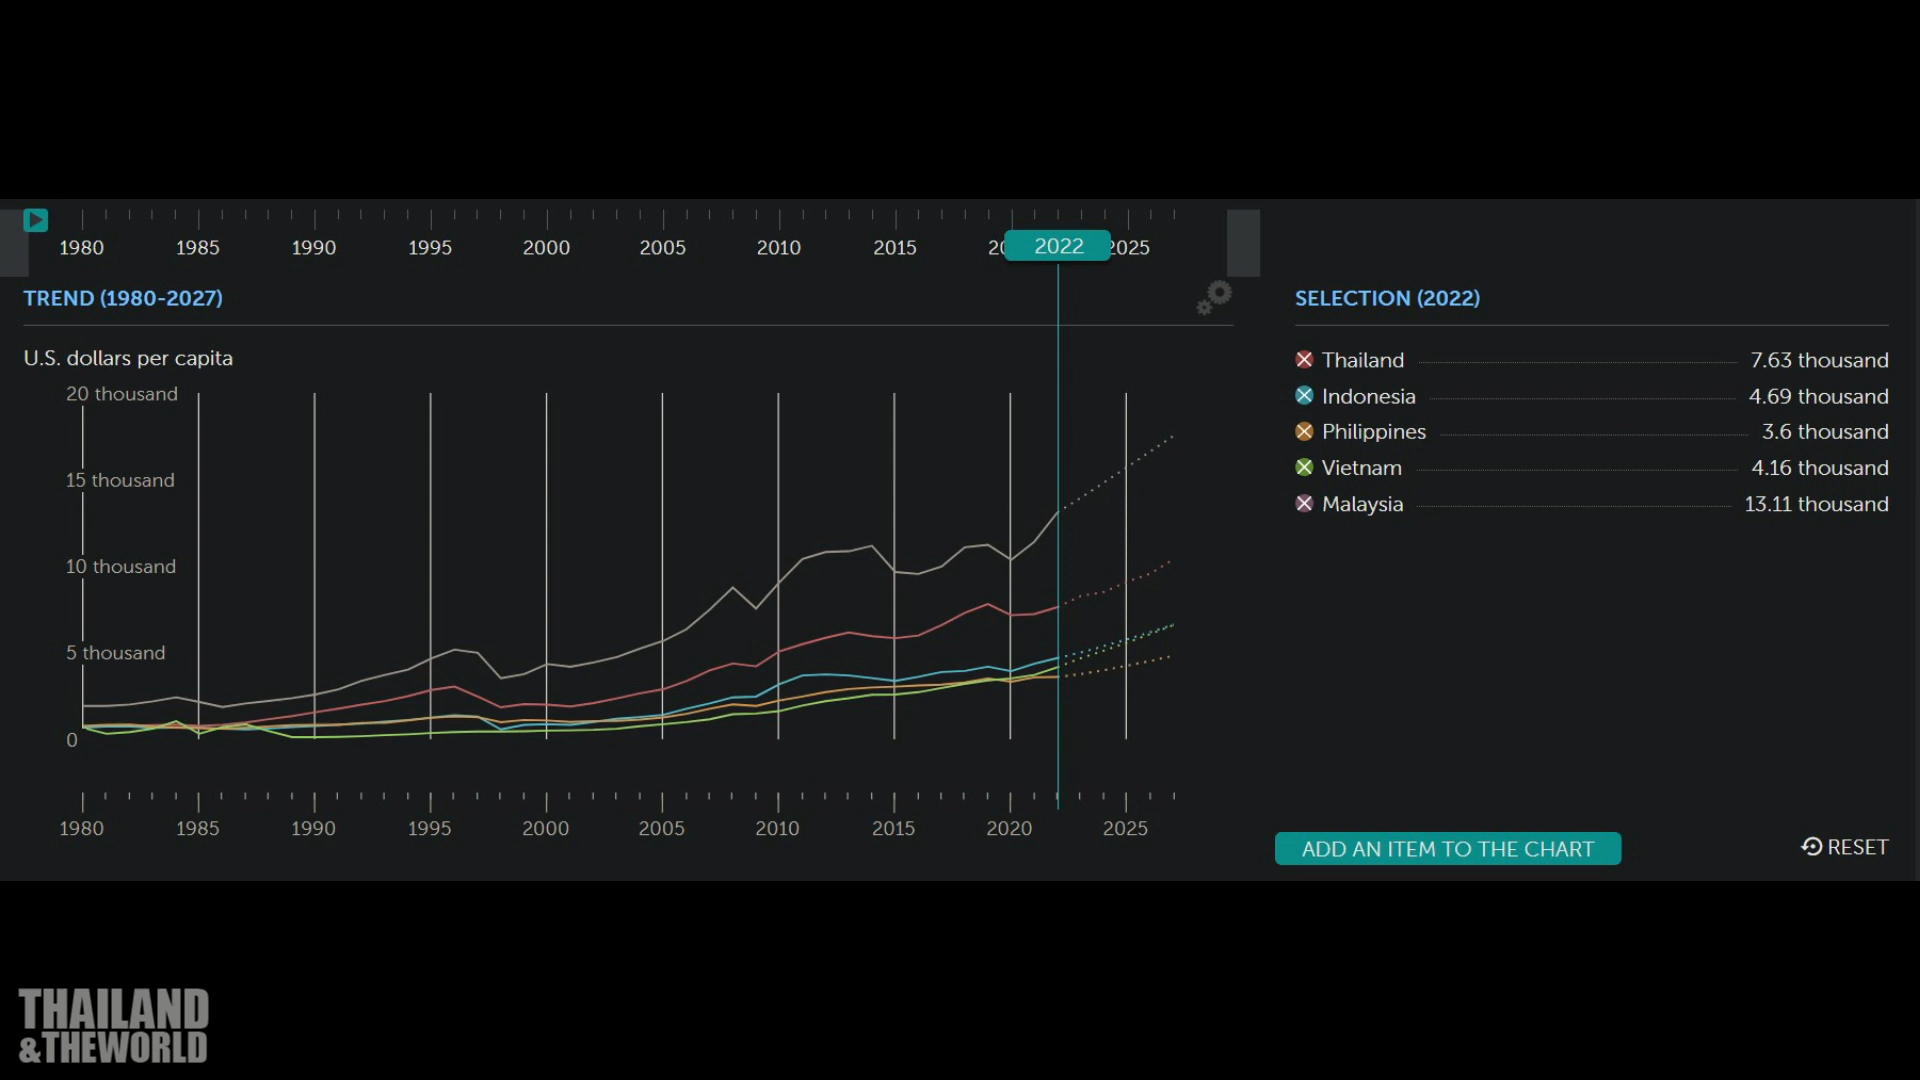 1980 1985 1990 1995 2000 2005 2010 2015 2022 2025
TREND (1980-2027)
U.S. dollars per capita
20 thousand
15 thousand
10 thousand
5 thousand
0
1980 1985 1990 1995 2000 2005 2010 2015 2020 2025
SELECTION (2022)
Thailand 7.63 thousand
Indonesia 4.69 thousand
Philippines 3.6 thousand
Vietnam 4.16 thousand
Malaysia 13.11 thousand
ADD AN ITEM TO THE CHART
RESET
THAILAND
&THEWORLD